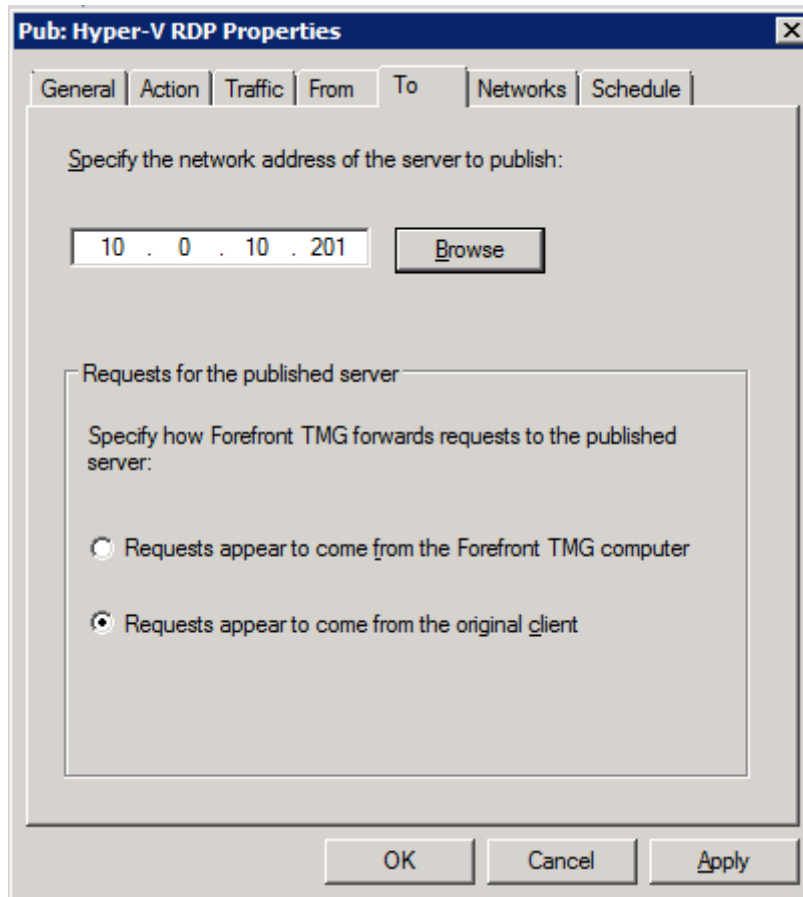 Pub: Hyper-V RDP Properties
General Action Traffic From To Networks Schedule
Specify the network address of the server to publish:
10 . 0 . 10 . 201 Browse
Requests for the published server
Specify how Forefront TMG forwards requests to the published
server:
Requests appear to come from the Forefront TMG computer
Requests appear to come from the original client
OK Cancel Apply